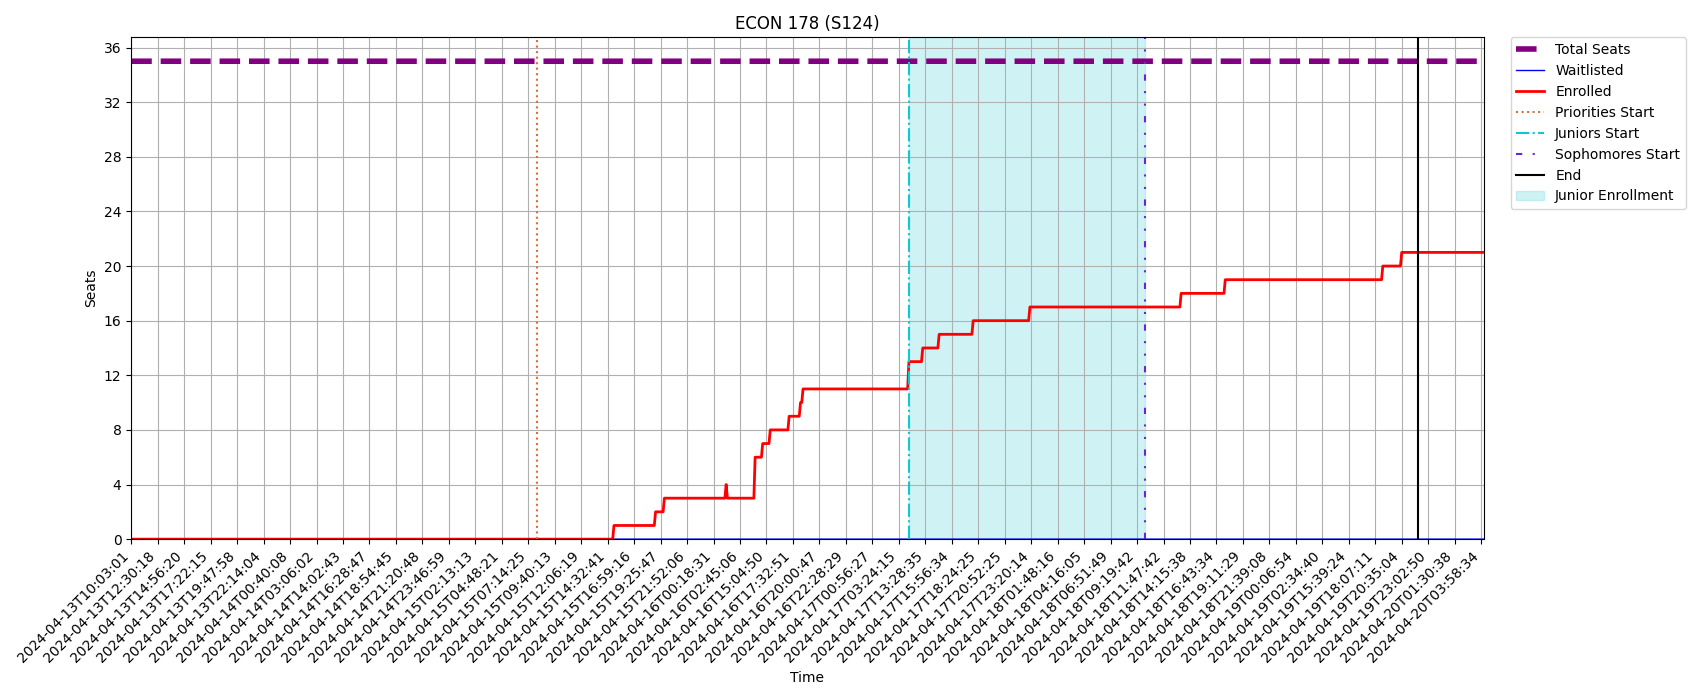 ECON 178 (S124)
36
32
28
24
20
16
12
8
4
0
Seats
2024-04-13T10:03:01
2024-04-13T12:30:18
2024-04-13T14:56:20
2024-04-13T17:22:15
2024-04-13T19:47:58
2024-04-13T22:14:04
2024-04-14T00:40:08
2024-04-14T03:06:02
2024-04-14T14:02:43
2024-04-14T16:28:47
2024-04-14T18:54:45
2024-04-14T21:20:48
2024-04-14T23:46:59
2024-04-15T02:13:13
2024-04-15T04:48:21
2024-04-15T07:14:25
2024-04-15T09:40:13
2024-04-15T12:06:19
2024-04-15T14:32:41
2024-04-15T16:59:16
2024-04-15T19:25:47
2024-04-15T21:52:06
2024-04-16T00:18:31
2024-04-16T02:45:06
2024-04-16T15:04:50
2024-04-16T17:32:51
2024-04-16T20:00:47
2024-04-16T22:28:29
2024-04-17T00:56:27
2024-04-17T03:24:15
2024-04-17T13:28:35
2024-04-17T15:56:34
2024-04-17T18:24:25
2024-04-17T20:52:25
2024-04-17T23:20:14
2024-04-18T01:48:16
2024-04-18T04:16:05
2024-04-18T06:51:49
2024-04-18T09:19:42
2024-04-18T11:47:42
2024-04-18T14:15:38
2024-04-18T16:43:34
2024-04-18T19:11:29
2024-04-18T21:39:08
2024-04-19T00:06:54
2024-04-19T02:34:40
2024-04-19T15:39:24
2024-04-19T18:07:11
2024-04-19T20:35:04
2024-04-19T23:02:50
2024-04-20T01:30:38
2024-04-20T03:58:34
Time
Total Seats
Waitlisted
Enrolled
Priorities Start
Juniors Start
Sophomores Start
End
Junior Enrollment